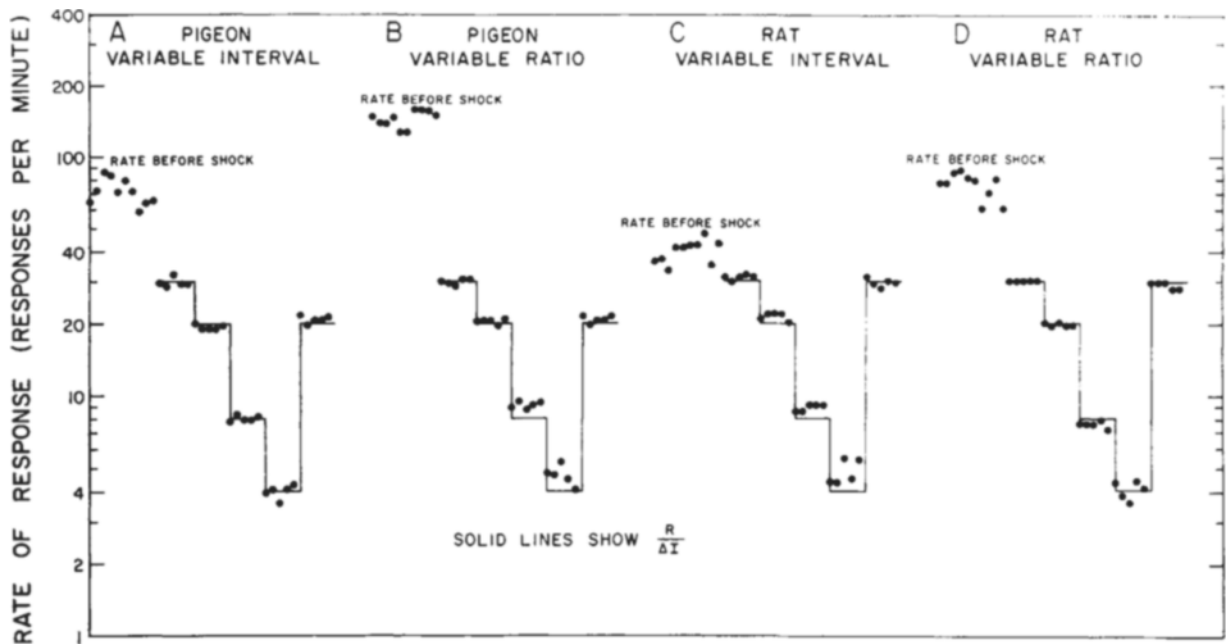 RATE OF RESPONSE (RESPONSES PER MINUTE)
400
200
100
40
20
10
4
2
1
A PIGEON
VARIABLE INTERVAL
RATE BEFORE SHOCK
B PIGEON
VARIABLE RATIO
RATE BEFORE SHOCK
C RAT
VARIABLE INTERVAL
RATE BEFORE SHOCK
D RAT
VARIABLE RATIO
RATE BEFORE SHOCK
SOLID LINES SHOW R/ΔI